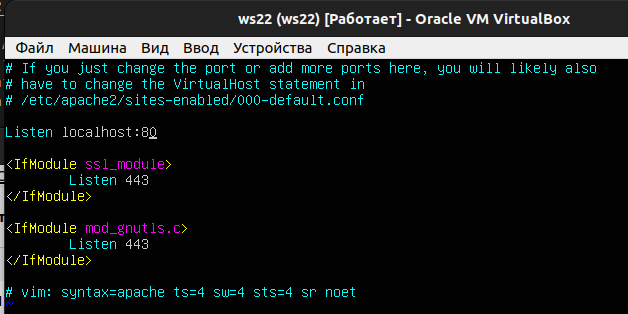 ws22 (ws22) [Работает] - Oracle VM VirtualBox
Файл Машина Вид Ввод Устройства Справка
# If you just change the port or add more ports here, you will likely also
# have to change the VirtualHost statement in
# /etc/apache2/sites-enabled/000-default.conf
Listen localhost:80
<IfModule ssl_module>
Listen 443
</IfModule>
<IfModule mod_gnutls.c>
Listen 443
</IfModule>
# vim: syntax=apache ts=4 sw=4 sts=4 sr noet
~